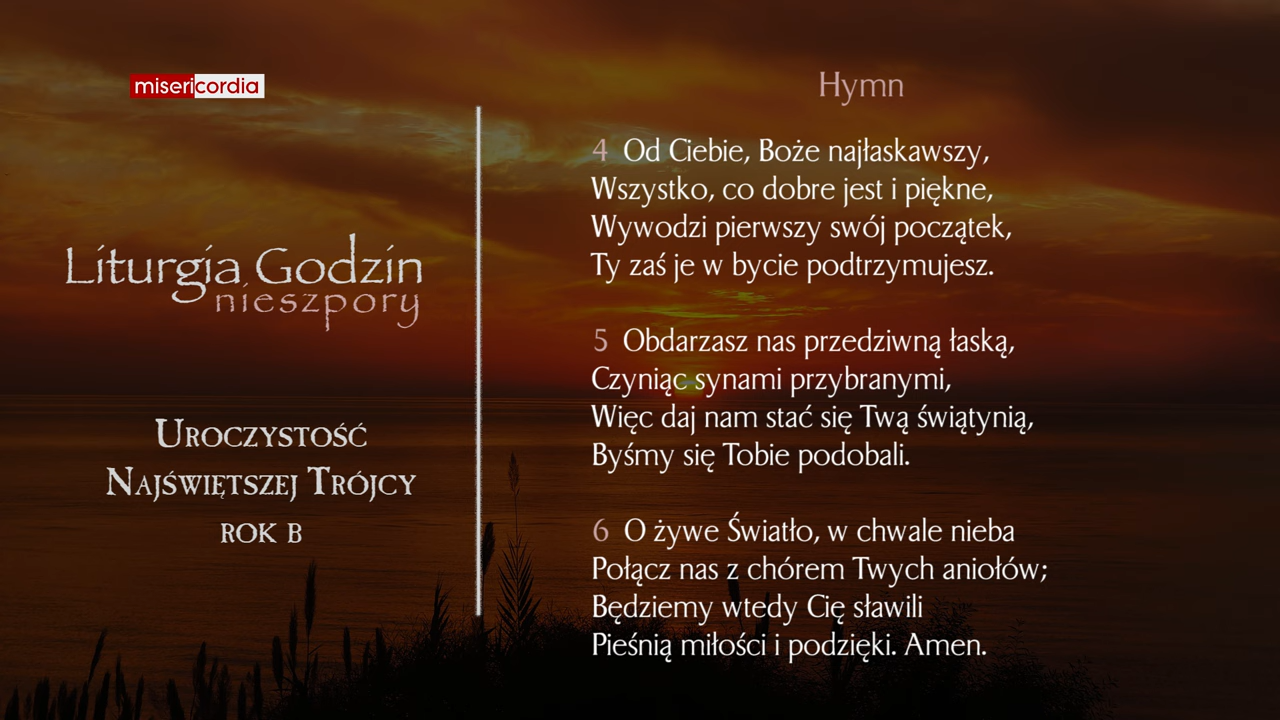 misericordia
Liturgia Godzin
nieszpory
Uroczystość
Najświętszej Trójcy
rok B
Hymn
4 Od Ciebie, Boże najłaskawszy,
Wszystko, co dobre jest i piękne,
Wywodzi pierwszy swój początek,
Ty zaś je w bycie podtrzymujesz.
5 Obdarzasz nas przedziwną łaską,
Czyniąc synami przybranymi,
Więc daj nam stać się Twą świątynią,
Byśmy się Tobie podobali.
6 O żywe Światło, w chwale nieba
Połącz nas z chórem Twych aniołów;
Będziemy wtedy Cię sławili
Pieśnią miłości i podzięki. Amen.